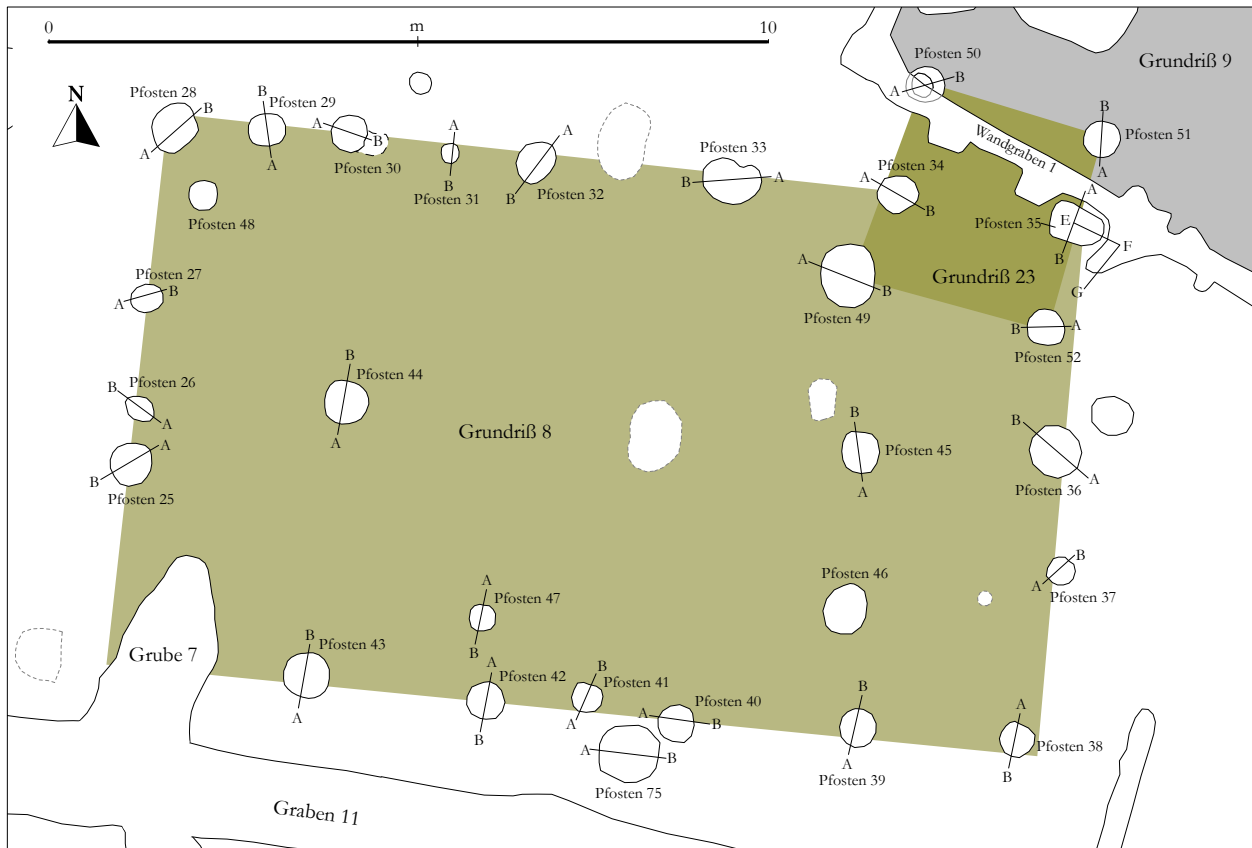 0 m 10
N
Pfosten 50
A B
Grundriß 9
Pfosten 28
A B
Pfosten 29
B A
A B
Pfosten 30
A
B
Pfosten 31
A
B
Pfosten 32
Pfosten 33
B A
Pfosten 34
A
B
Wandgraben 1
B
Pfosten 51
A
A
Pfosten 35
E
F
B
G
Pfosten 48
Pfosten 27
A B
A
B
Pfosten 49
Grundriß 23
B A
Pfosten 52
Pfosten 26
B
A
B
Pfosten 44
A
Grundriß 8
A
B
Pfosten 25
B
Pfosten 45
A
B
Pfosten 36
A
Pfosten 46
B
A
Pfosten 37
A
Pfosten 47
B
Grube 7
B
Pfosten 43
A
A
Pfosten 42
B
B
Pfosten 41
A
A
Pfosten 40
B
A
B
Pfosten 75
B
A
Pfosten 39
A
Pfosten 38
B
Graben 11